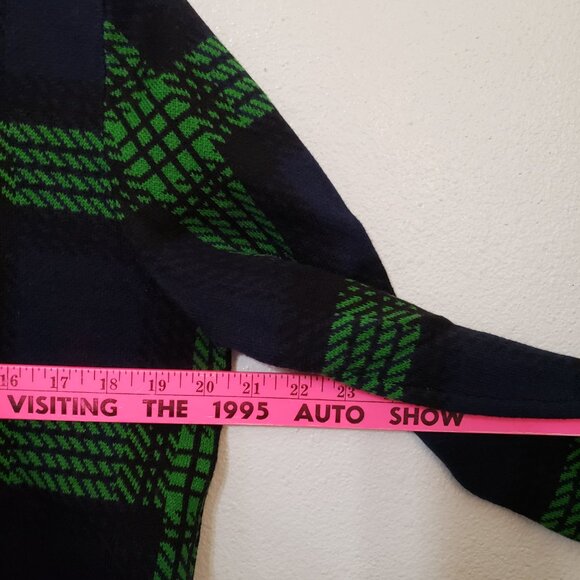 16 17 18 19 20 21 22 23
VISITING THE 1995 AUTO SHOW